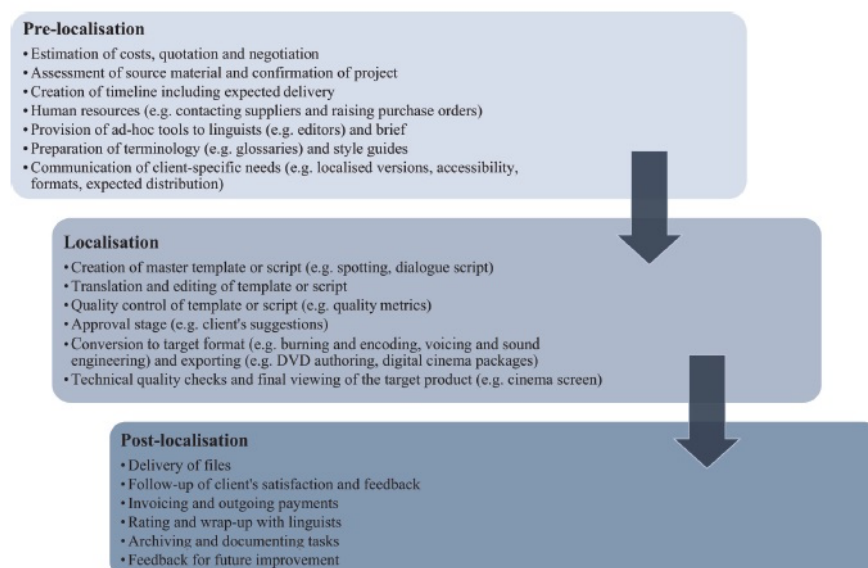 Pre-localisation
• Estimation of costs, quotation and negotiation
• Assessment of source material and confirmation of project
• Creation of timeline including expected delivery
• Human resources (e.g. contacting suppliers and raising purchase orders)
• Provision of ad-hoc tools to linguists (e.g. editors) and brief
• Preparation of terminology (e.g. glossaries) and style guides
• Communication of client-specific needs (e.g. localised versions, accessibility,
formats, expected distribution)
Localisation
• Creation of master template or script (e.g. spotting, dialogue script)
• Translation and editing of template or script
• Quality control of template or script (e.g. quality metrics)
• Approval stage (e.g. client's suggestions)
• Conversion to target format (e.g. burning and encoding, voicing and sound
engineering) and exporting (e.g. DVD authoring, digital cinema packages)
• Technical quality checks and final viewing of the target product (e.g. cinema screen)
Post-localisation
• Delivery of files
• Follow-up of client's satisfaction and feedback
• Invoicing and outgoing payments
• Rating and wrap-up with linguists
• Archiving and documenting tasks
• Feedback for future improvement